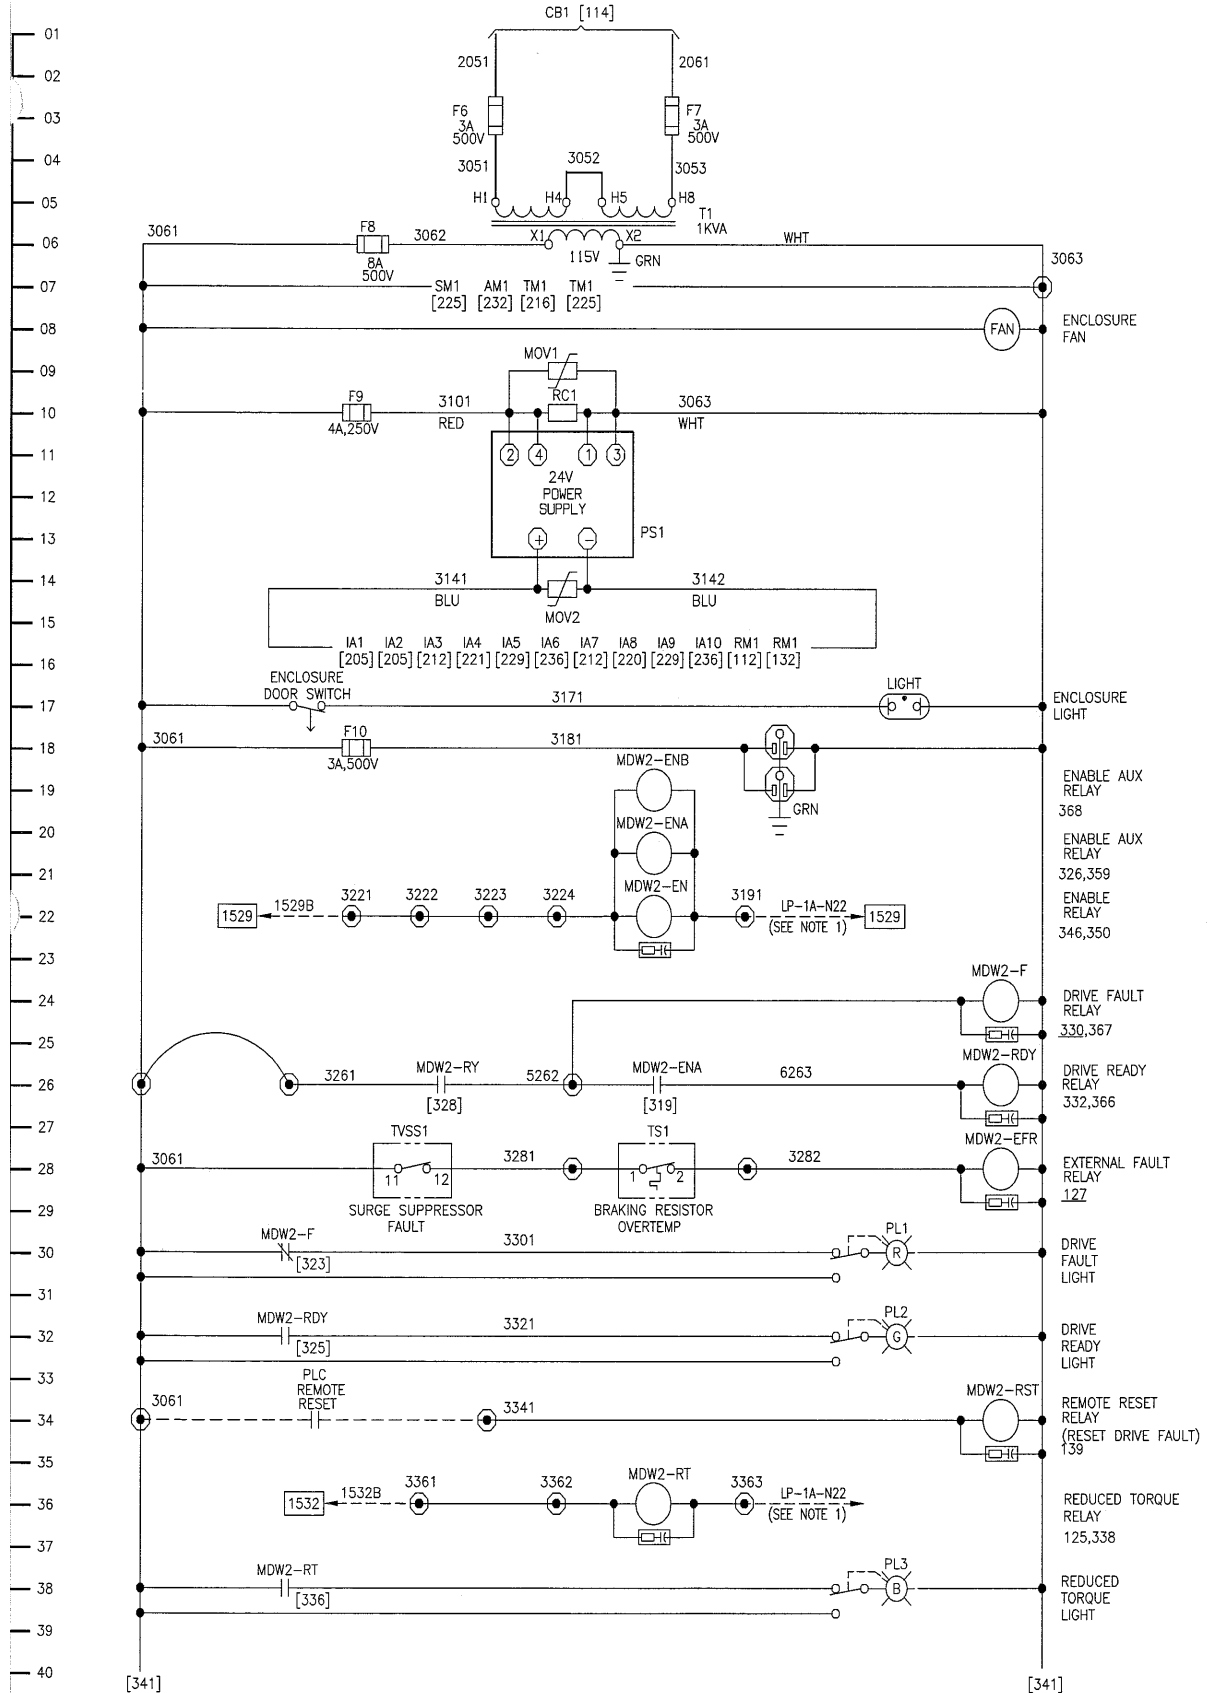 CB1 [114]
01
2051 2061
02
F6 F7
03
3A 3A
500V 500V
04
3051 3052 3053
H1 H4 H5 H8
05
T1
1KVA
3061 F8 3062 X1 X2 WHT
06
8A 115V GRN 3063
500V
07
SM1 AM1 TM1 TM1
[225] [232] [216] [225]
08
FAN
ENCLOSURE
FAN
MOV1
09
F9 3101 RC1 3063
10
4A,250V RED WHT
11
2 4 1 3
24V
POWER
SUPPLY
12
13
+ − PS1
14
3141 3142
BLU MOV2 BLU
15
IA1 IA2 IA3 IA4 IA5 IA6 IA7 IA8 IA9 IA10 RM1 RM1
[205] [205] [212] [221] [229] [236] [212] [220] [229] [236] [112] [132]
16
ENCLOSURE
DOOR SWITCH
3171 LIGHT
17
ENCLOSURE
LIGHT
3061 F10 3181
18
3A,500V
MDW2-ENB
19
ENABLE AUX
RELAY
368
GRN
20
MDW2-ENA
ENABLE AUX
RELAY
326,359
21
MDW2-EN
22
1529 1529B 3221 3222 3223 3224 3191 LP-1A-N22 1529
(SEE NOTE 1)
ENABLE
RELAY
346,350
23
MDW2-F
24
DRIVE FAULT
RELAY
330,367
25
MDW2-RY MDW2-ENA MDW2-RDY
26
3261 5262 6263
[328] [319]
DRIVE READY
RELAY
332,366
27
TVSS1 TS1 MDW2-EFR
28
3061 3281 3282
11 12 1 2
EXTERNAL FAULT
RELAY
127
29
SURGE SUPPRESSOR
FAULT
BRAKING RESISTOR
OVERTEMP
MDW2-F 3301 PL1
30
[323] R
DRIVE
FAULT
LIGHT
31
MDW2-RDY 3321 PL2
32
[325] G
DRIVE
READY
LIGHT
33
PLC
REMOTE
RESET
MDW2-RST
34
3061 3341
REMOTE RESET
RELAY
(RESET DRIVE FAULT)
139
35
MDW2-RT
36
1532 1532B 3361 3362 3363 LP-1A-N22
(SEE NOTE 1)
REDUCED TORQUE
RELAY
125,338
37
MDW2-RT PL3
38
[336] B
REDUCED
TORQUE
LIGHT
39
40
[341] [341]